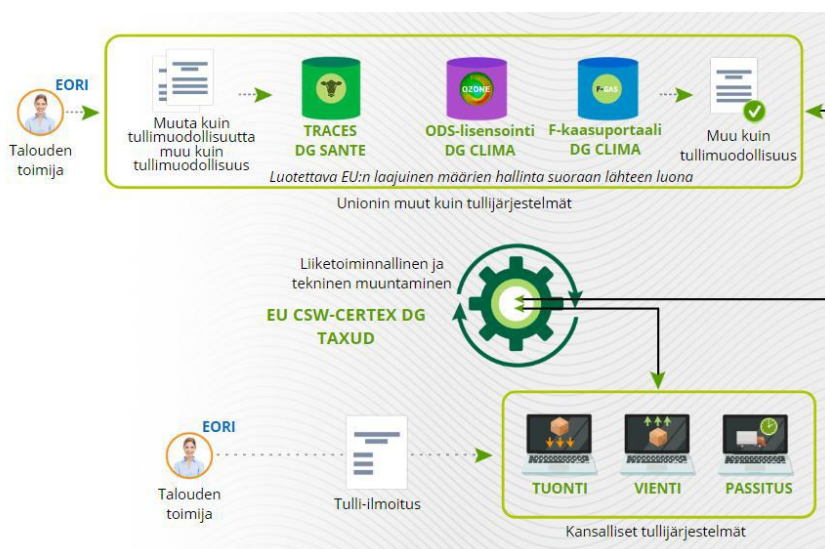 EORI
Talouden
toimija
Muuta kuin
tullimuodollisuutta
muu kuin
tullimuodollisuus
TRACES
DG SANTE
OZONE
ODS-lisensointi
DG CLIMA
F-GAS
F-kaasuportaali
DG CLIMA
Muu kuin
tullimuodollisuus
Luotettava EU:n laajuinen määrien hallinta suoraan lähteen luona
Unionin muut kuin tullijärjestelmät
Liiketoiminnallinen ja
tekninen muuntaminen
EU CSW-CERTEX DG
TAXUD
EORI
Talouden
toimija
Tulli-ilmoitus
TUONTI
VIENTI
PASSITUS
Kansalliset tullijärjestelmät